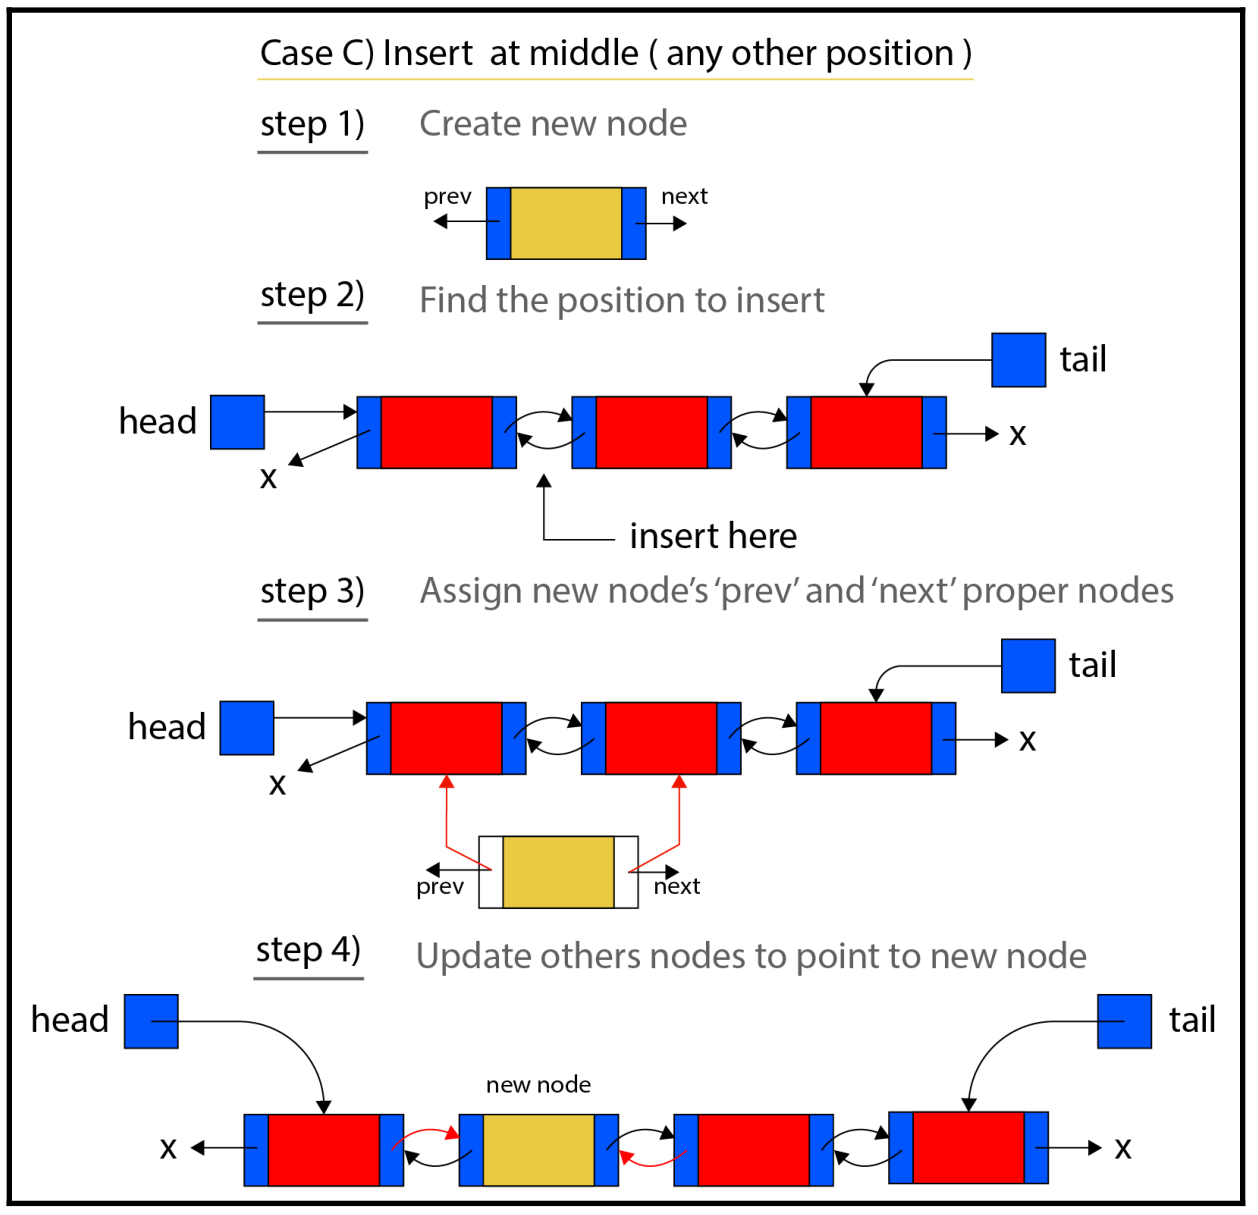 Case C) Insert at middle ( any other position )
step 1) Create new node
prev next
step 2) Find the position to insert
tail
head
x
x
insert here
step 3) Assign new node's 'prev' and 'next' proper nodes
tail
head
x
x
prev next
step 4) Update others nodes to point to new node
head tail
new node
x x